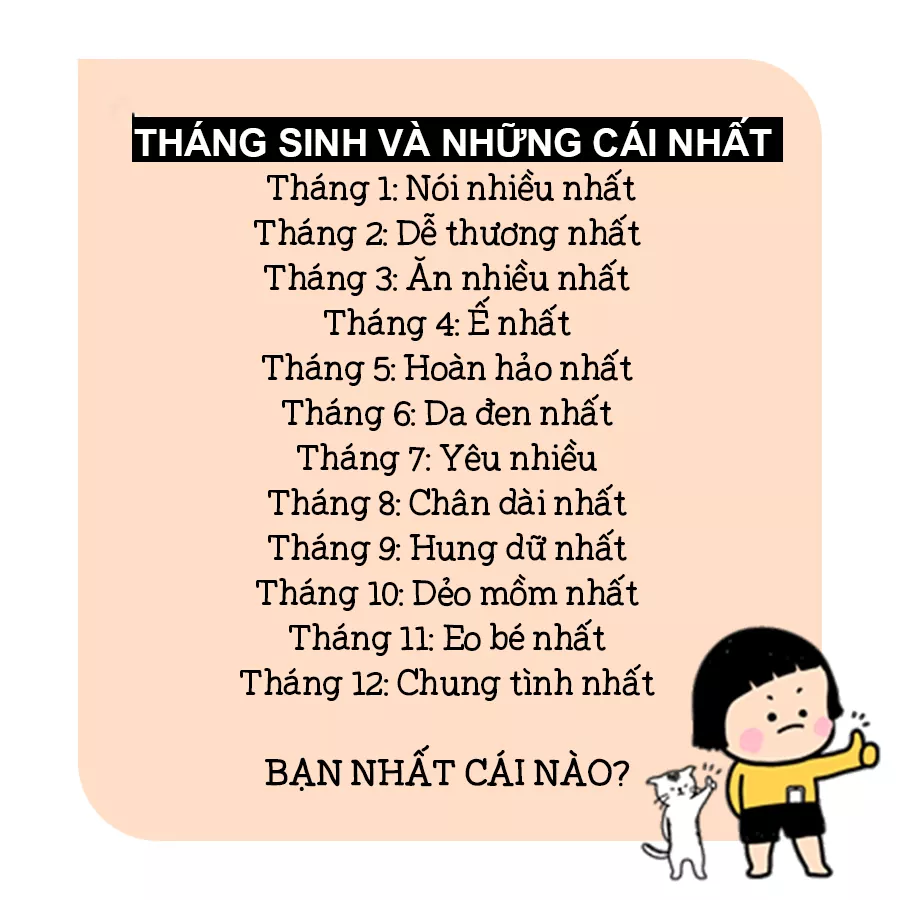 THÁNG SINH VÀ NHỮNG CÁI NHẤT
Tháng 1: Nói nhiều nhất
Tháng 2: Dễ thương nhất
Tháng 3: Ăn nhiều nhất
Tháng 4: Ế nhất
Tháng 5: Hoàn hảo nhất
Tháng 6: Da đen nhất
Tháng 7: Yêu nhiều
Tháng 8: Chân dài nhất
Tháng 9: Hung dữ nhất
Tháng 10: Dẻo mồm nhất
Tháng 11: Eo bé nhất
Tháng 12: Chung tình nhất
BẠN NHẤT CÁI NÀO?